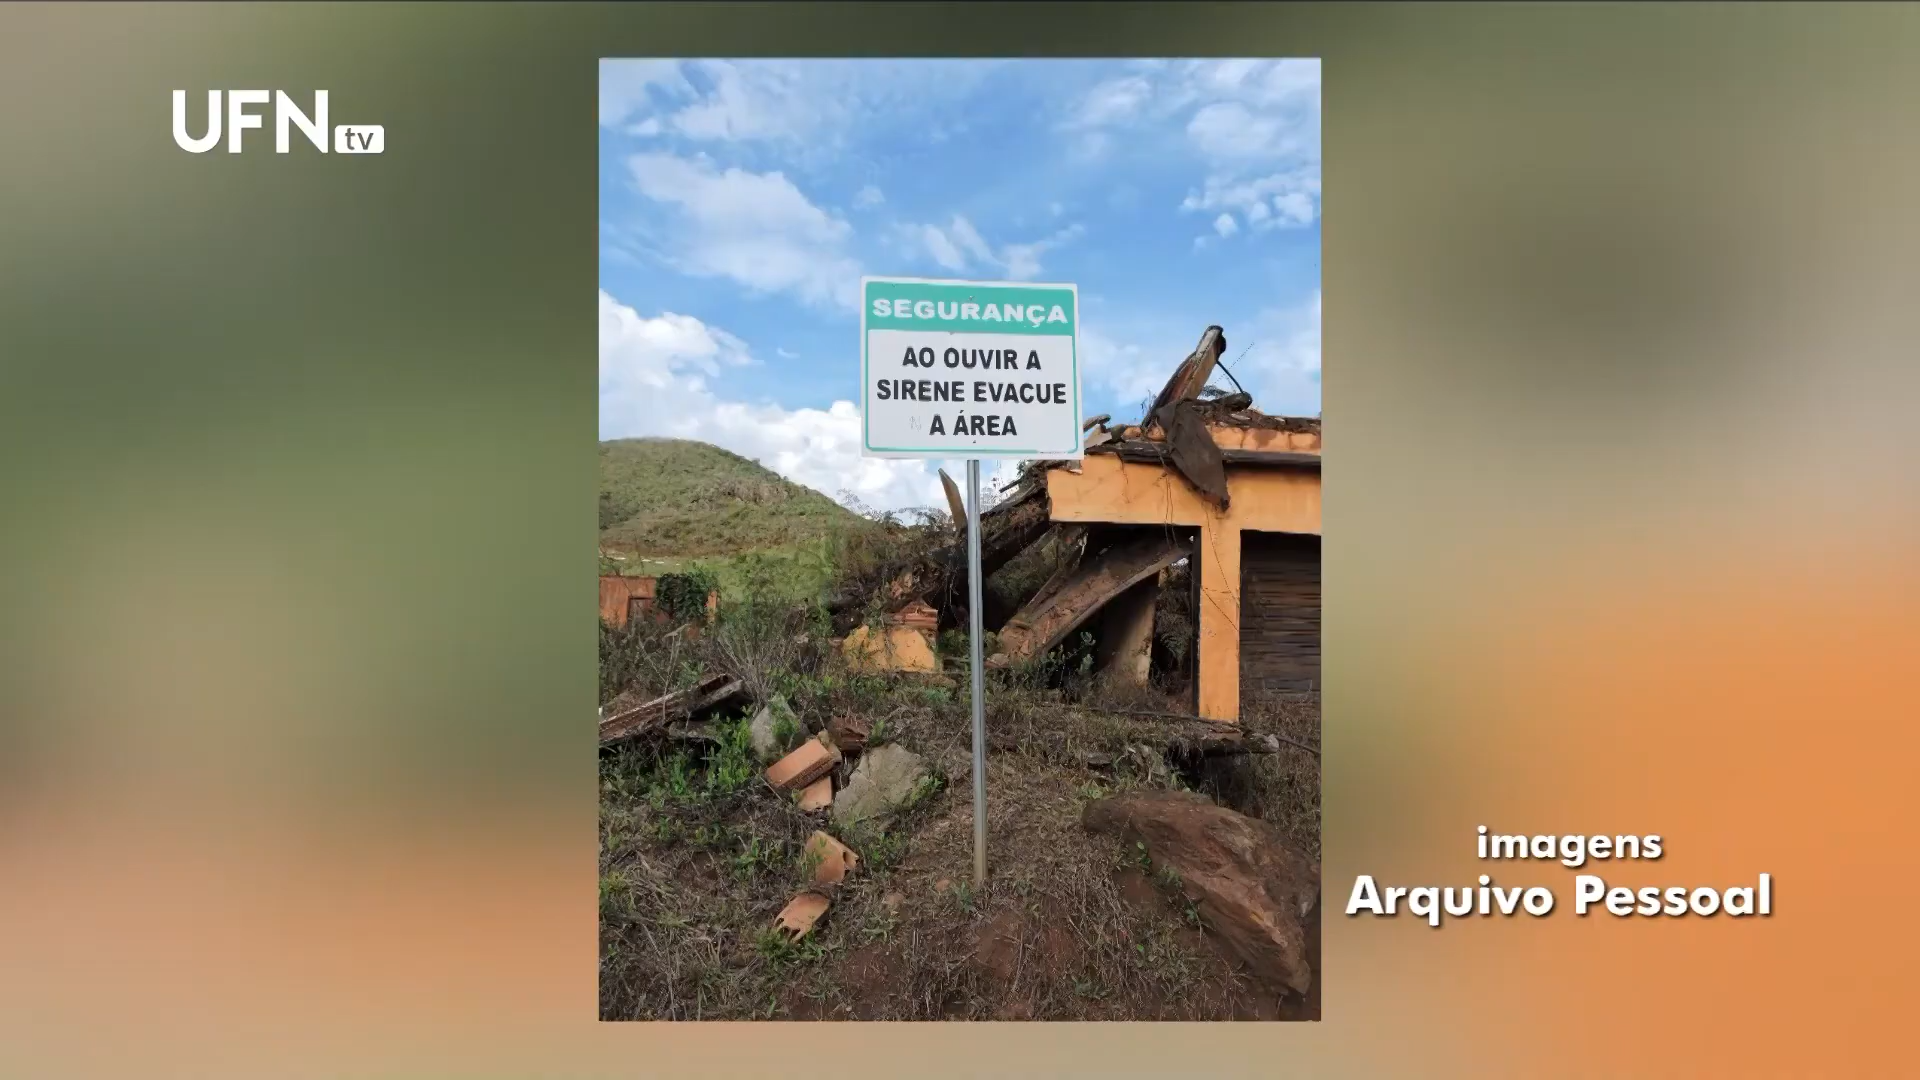 UFN tv
SEGURANÇA
AO OUVIR A
SIRENE EVACUE
A ÁREA
imagens
Arquivo Pessoal